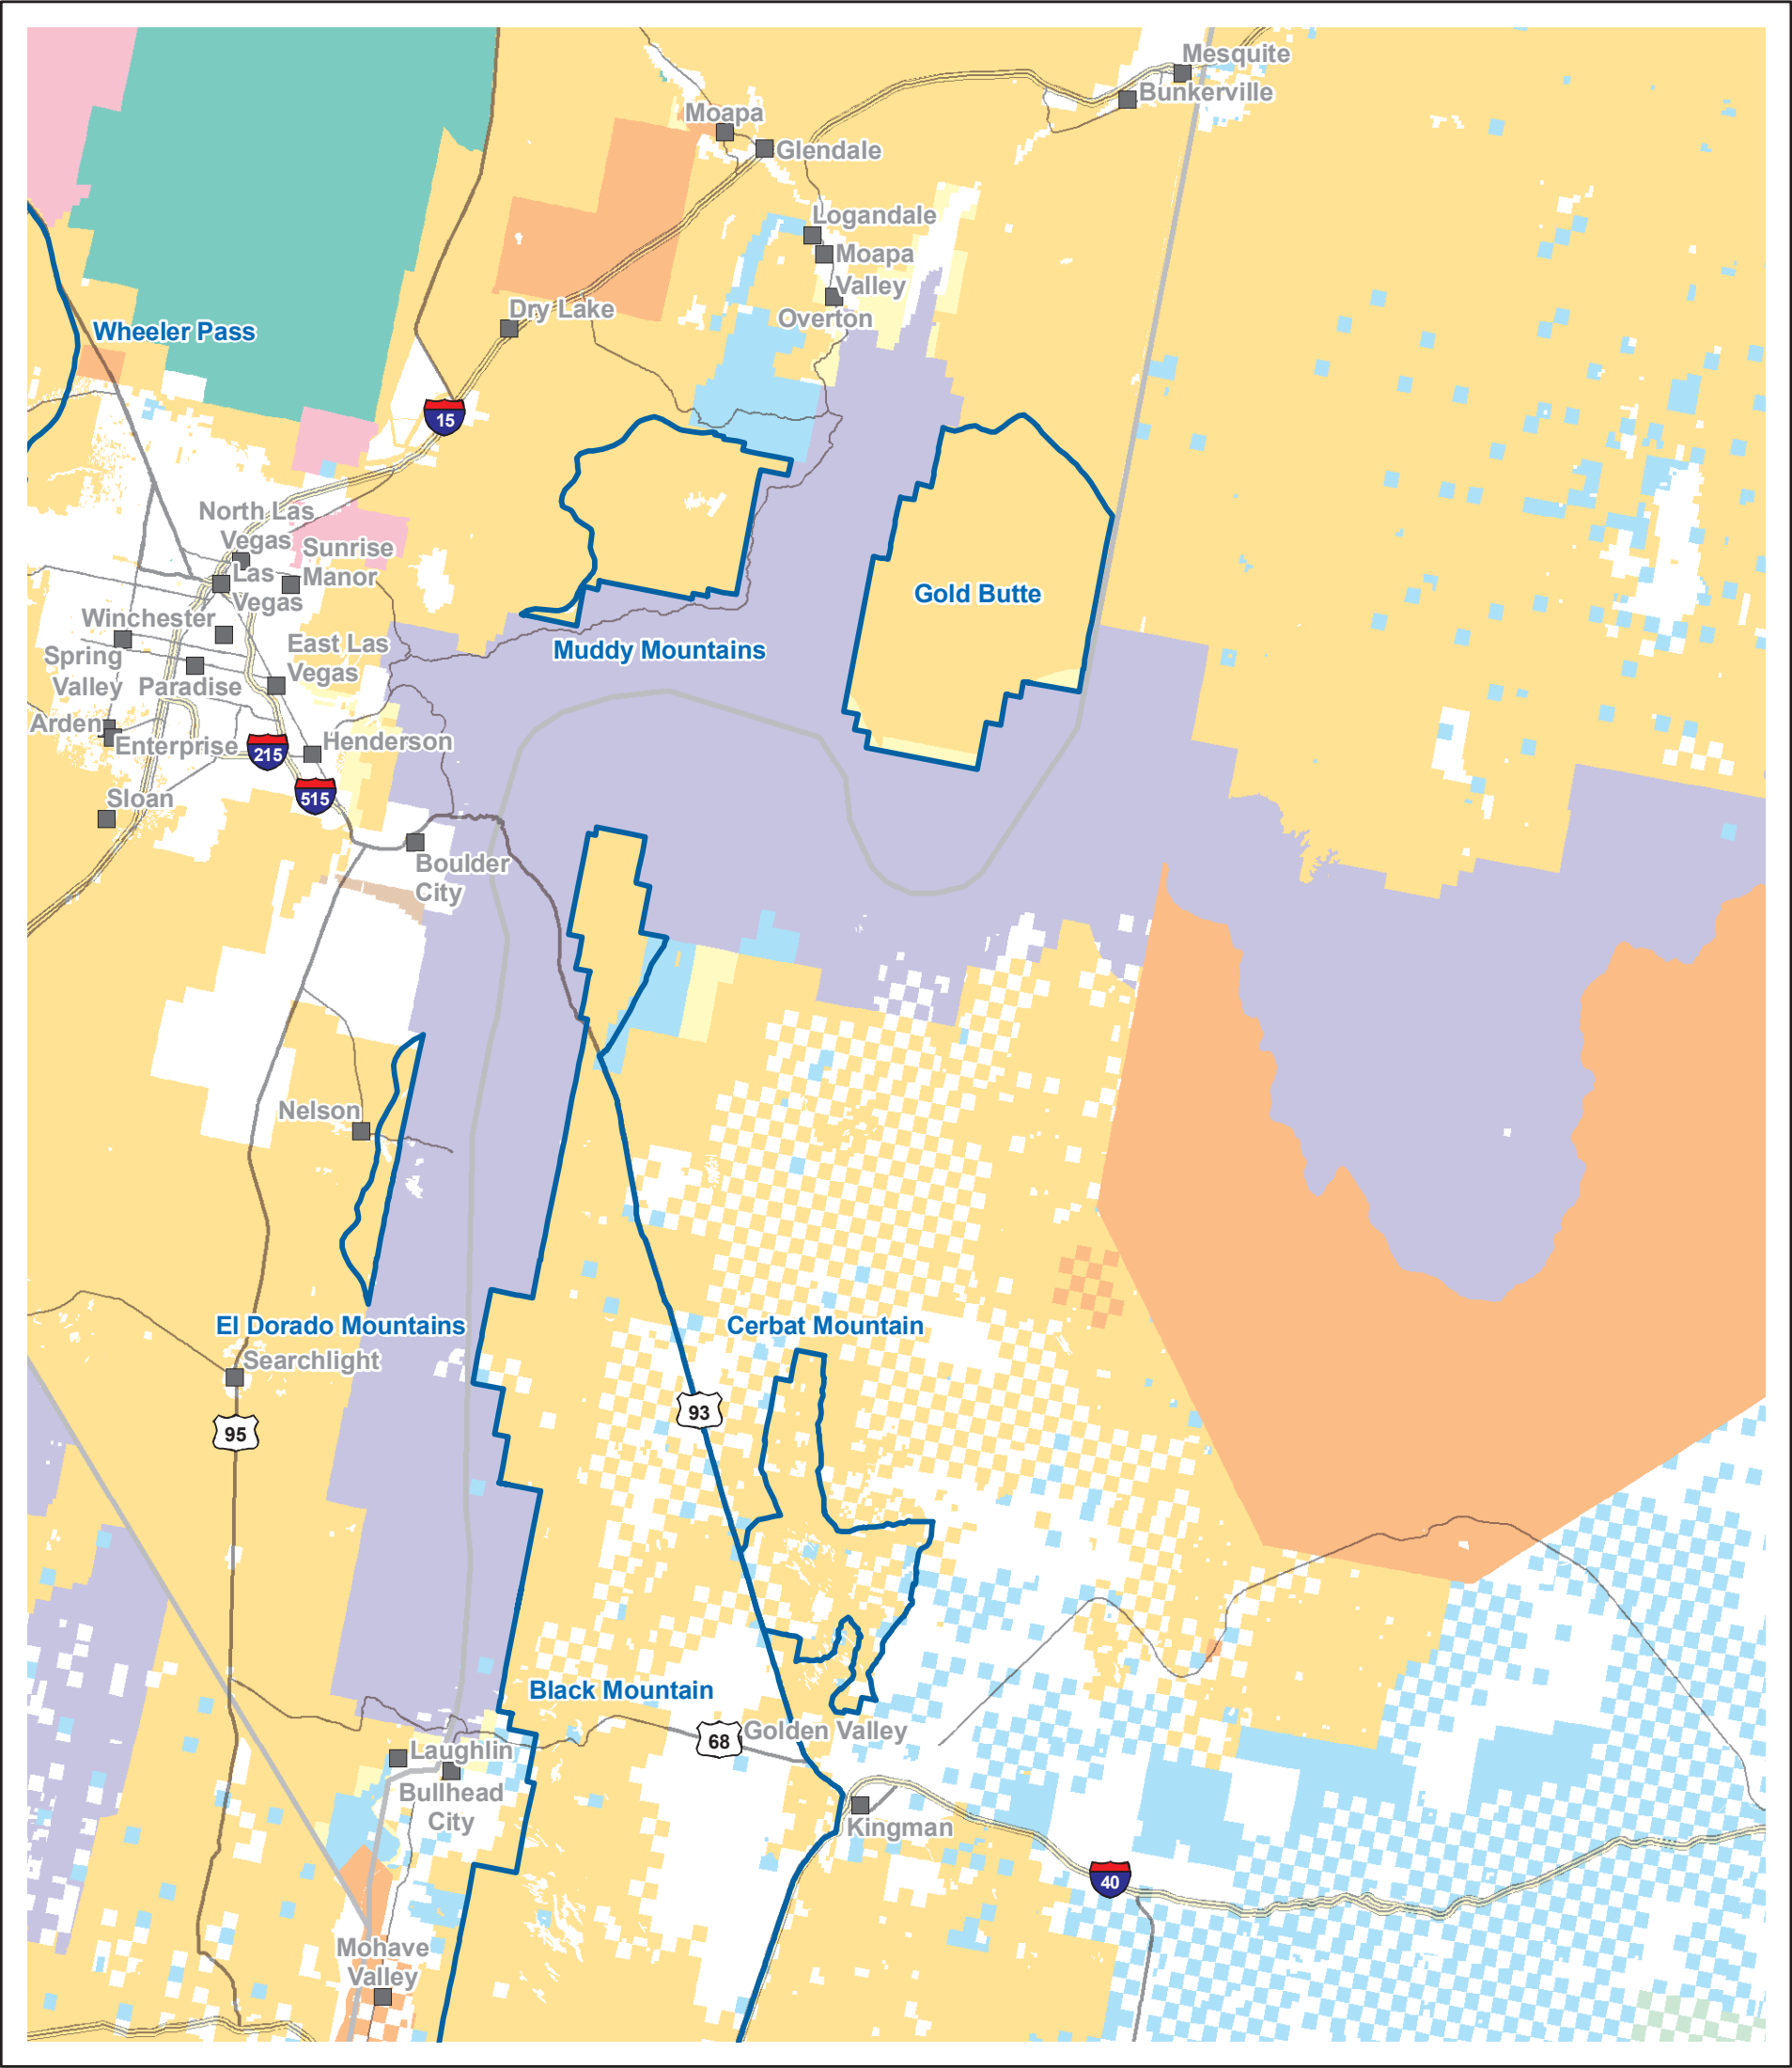 Mesquite
Bunkerville
Moapa
Glendale
Logandale
Moapa
Valley
Overton
Dry Lake
Wheeler Pass
15
North Las
Vegas
Sunrise
Manor
Las
Vegas
Winchester
East Las
Vegas
Spring
Valley
Paradise
Arden
Enterprise
215
Henderson
515
Sloan
Boulder
City
Gold Butte
Muddy Mountains
Nelson
El Dorado Mountains
Searchlight
95
Cerbat Mountain
93
Black Mountain
68
Golden Valley
Laughlin
Bullhead
City
Kingman
40
Mohave
Valley